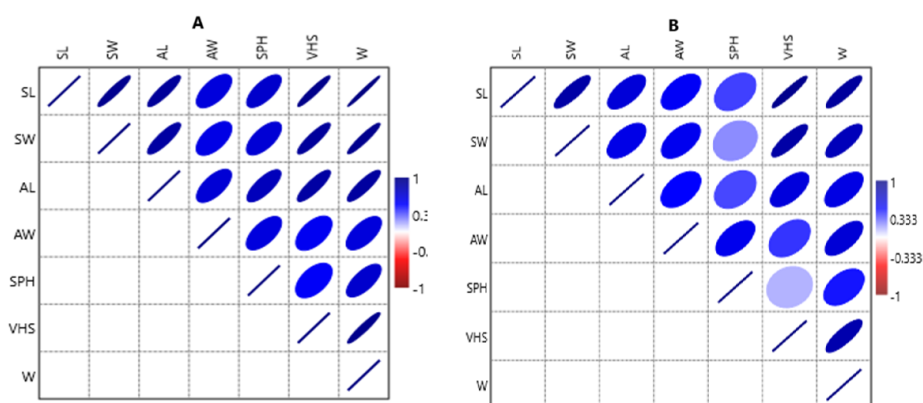 A
SL SW AL AW SPH VHS W
SL
SW
AL
AW
SPH
VHS
W
1
0.3
-0.
-1
B
SL SW AL AW SPH VHS W
SL
SW
AL
AW
SPH
VHS
W
1
0.333
-0.333
-1